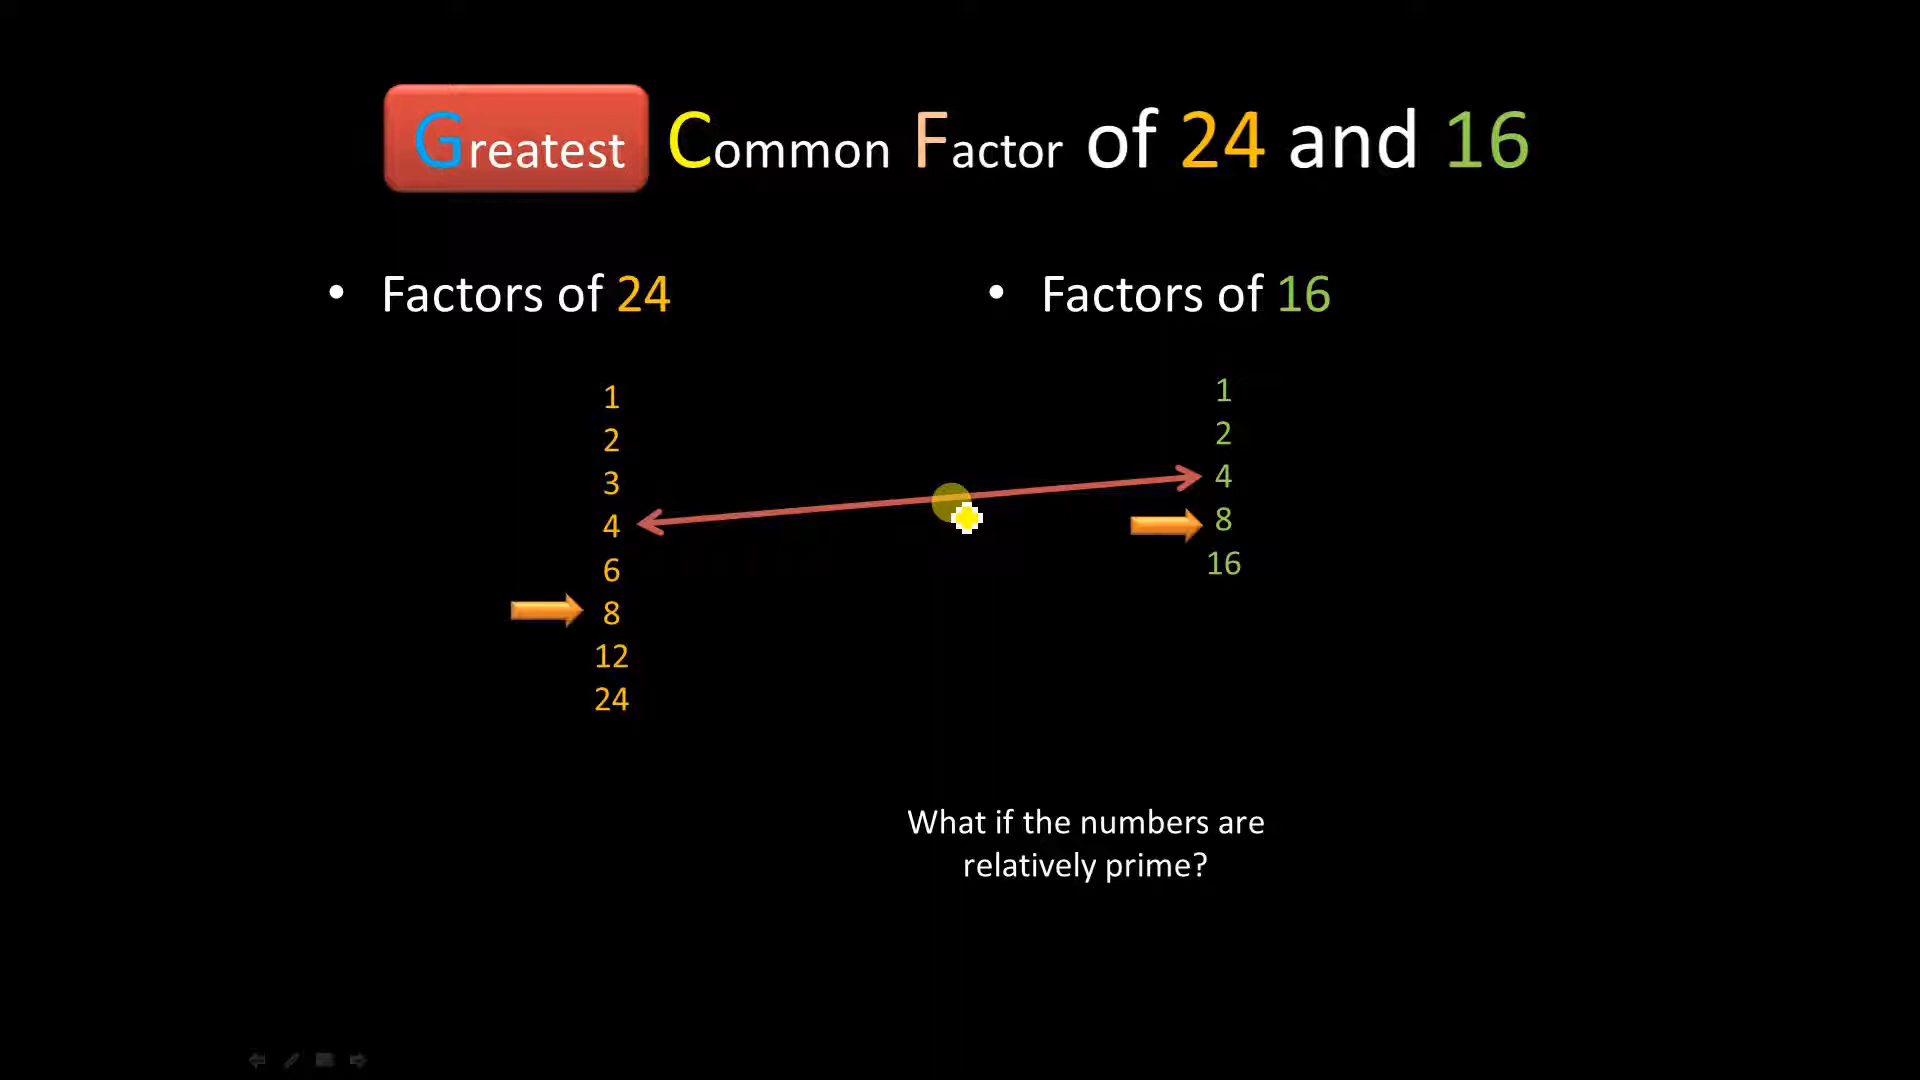 Greatest Common Factor of 24 and 16
• Factors of 24
1
2
3
4
6
8
12
24
• Factors of 16
1
2
4
8
16
What if the numbers are
relatively prime?